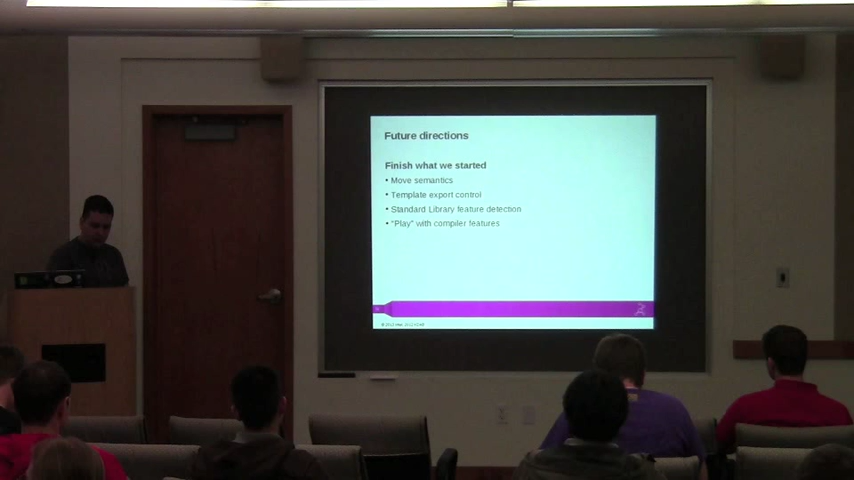 Future directions
Finish what we started
• Move semantics
• Template export control
• Standard Library feature detection
• "Play" with compiler features